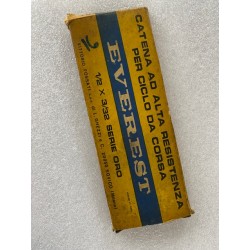 CATENA AD ALTA RESISTENZA
PER CICLO DA CORSA
EVEREST
1/2 X 3/32 SERIE ORO